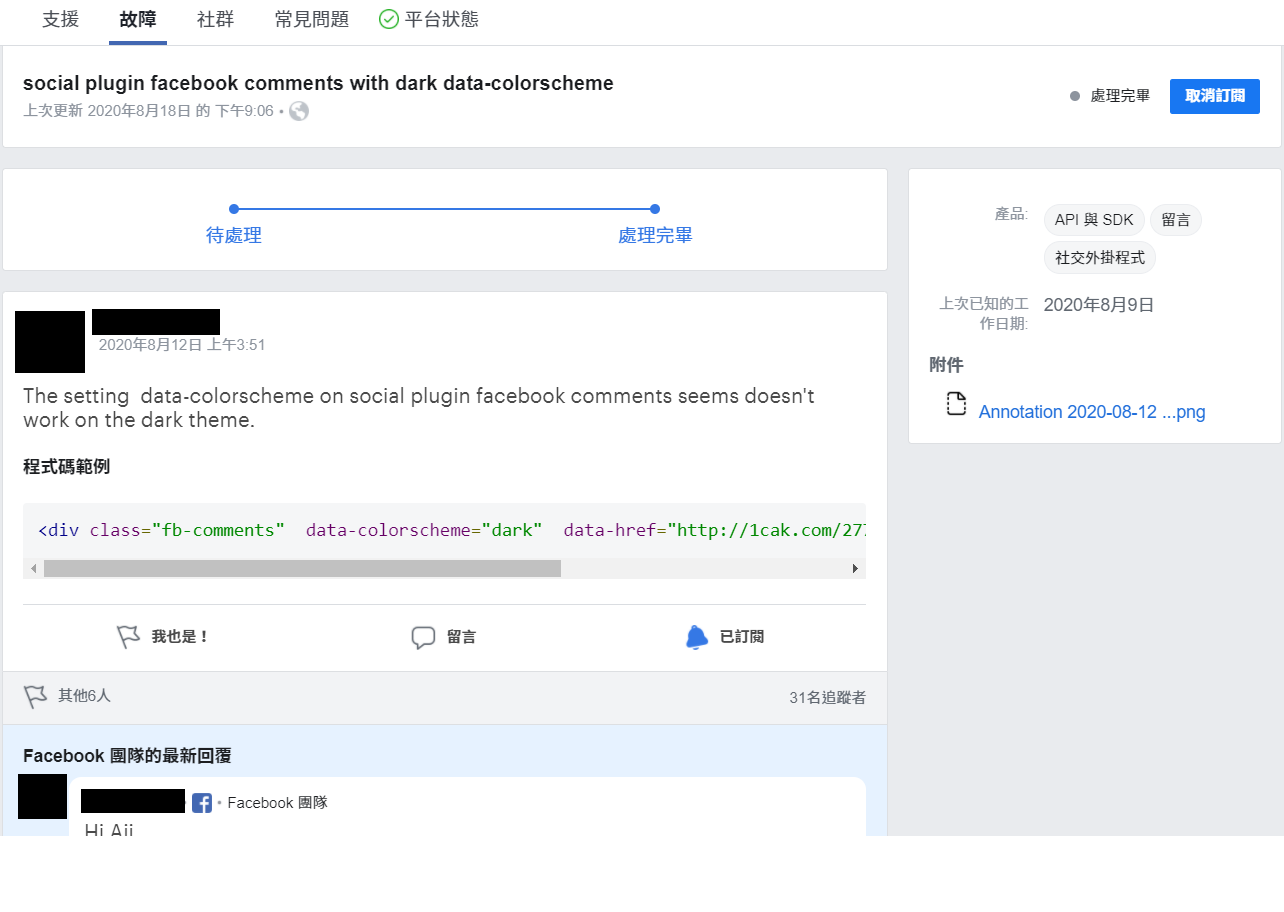 支援 故障 社群 常見問題 平台狀態
social plugin facebook comments with dark data-colorscheme
上次更新 2020年8月18日 的 下午9:06 •
處理完畢 取消訂閱
待處理 處理完畢
2020年8月12日 上午3:51
The setting  data-colorscheme on social plugin facebook comments seems doesn't
work on the dark theme.
程式碼範例
<div class="fb-comments"  data-colorscheme="dark"  data-href="http://1cak.com/27
我也是！ 留言 已訂閱
其他6人 31名追蹤者
Facebook 團隊的最新回覆
• Facebook 團隊
產品: API 與 SDK 留言
社交外掛程式
上次已知的工 2020年8月9日
作日期:
附件
Annotation 2020-08-12 ...png